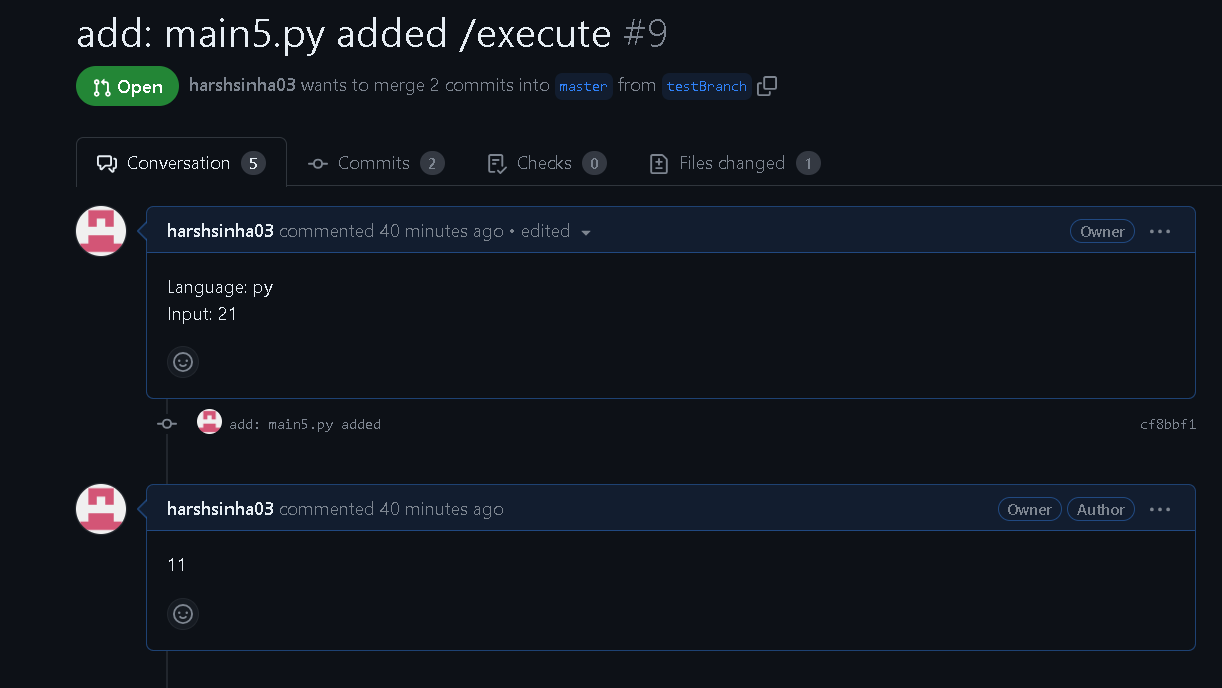 add: main5.py added /execute #9
Open harshsinha03 wants to merge 2 commits into master from testBranch
Conversation 5 Commits 2 Checks 0 Files changed 1
harshsinha03 commented 40 minutes ago • edited Owner
Language: py
Input: 21
add: main5.py added cf8bbf1
harshsinha03 commented 40 minutes ago Owner Author
11